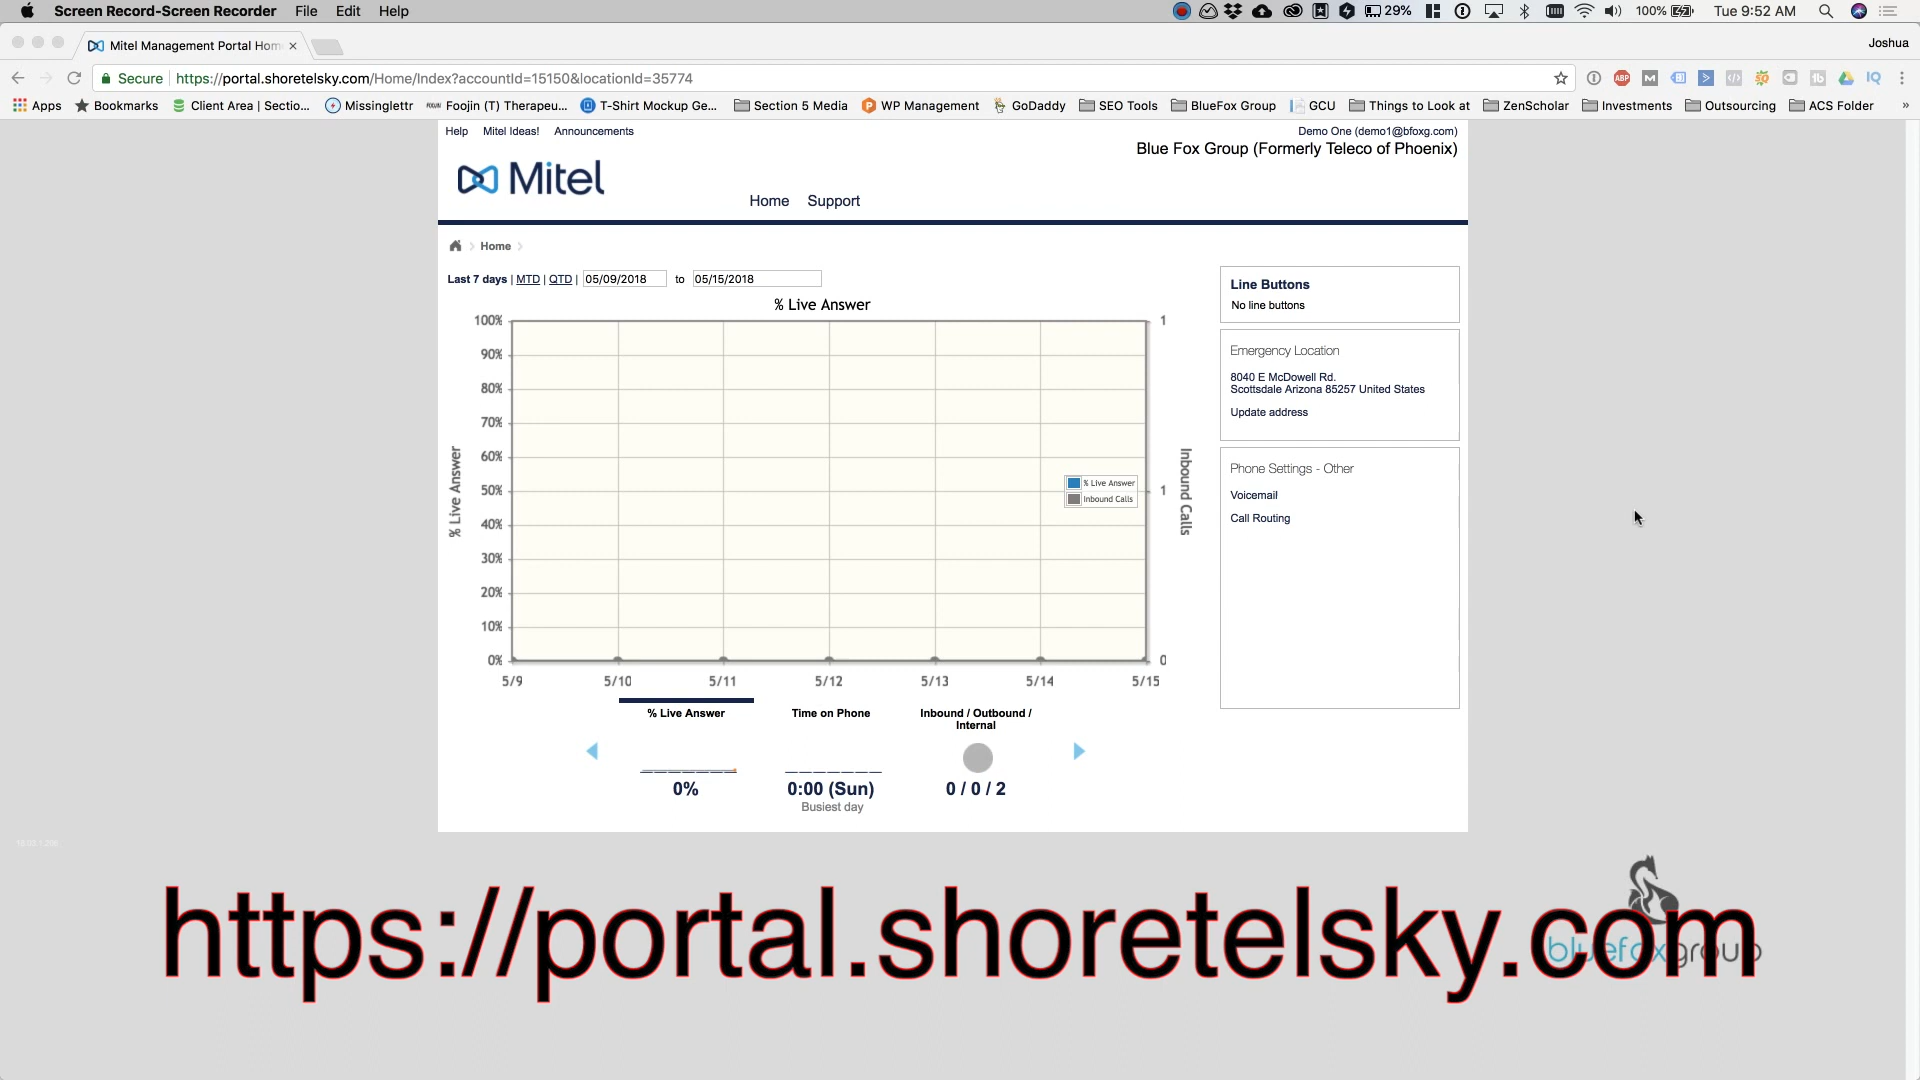 Screen Record-Screen Recorder File Edit Help 29% 100% Tue 9:52 AM
Mitel Management Portal Hom Joshua
Secure https://portal.shoretelsky.com/Home/Index?accountId=15150&locationId=35774
Apps Bookmarks Client Area | Sectio... Missinglettr Foojin (T) Therapeu... T-Shirt Mockup Ge... Section 5 Media WP Management GoDaddy SEO Tools BlueFox Group GCU Things to Look at ZenScholar Investments Outsourcing ACS Folder »
Help Mitel Ideas! Announcements Demo One (demo1@bfoxg.com)
Blue Fox Group (Formerly Teleco of Phoenix)
Mitel
Home Support
Home
Last 7 days | MTD | QTD | 05/09/2018 to 05/15/2018
% Live Answer
100%
90%
80%
70%
60%
50%
40%
30%
20%
10%
0%
% Live Answer
1
1
0
Inbound Calls
% Live Answer
Inbound Calls
5/9 5/10 5/11 5/12 5/13 5/14 5/15
% Live Answer
0%
Time on Phone
0:00 (Sun)
Busiest day
Inbound / Outbound /
Internal
0 / 0 / 2
Line Buttons
No line buttons
Emergency Location
8040 E McDowell Rd.
Scottsdale Arizona 85257 United States
Update address
Phone Settings - Other
Voicemail
Call Routing
https://portal.shoretelsky.com
bluefoxgroup